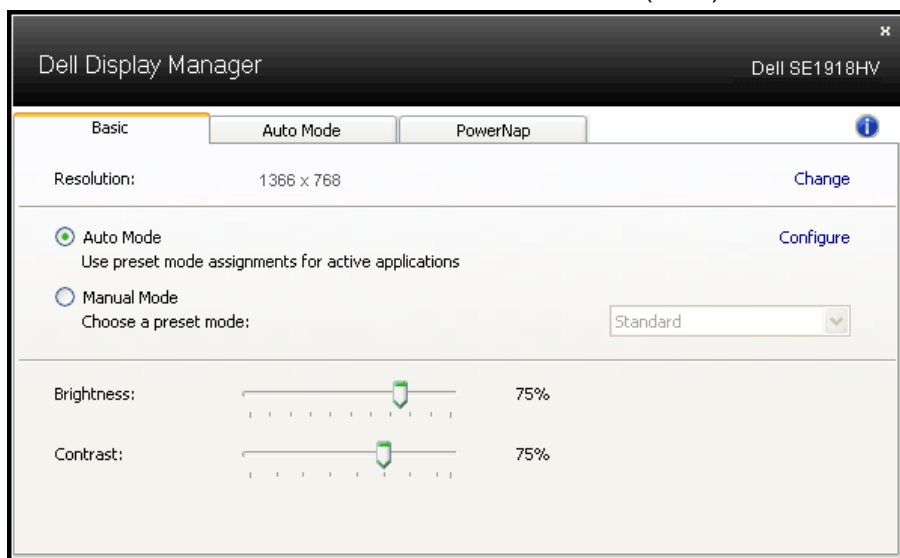 Dell Display Manager
Dell SE1918HV
Basic
Auto Mode
PowerNap
Resolution:
1366 x 768
Change
Auto Mode
Configure
Use preset mode assignments for active applications
Manual Mode
Choose a preset mode:
Standard
Brightness:
75%
Contrast:
75%